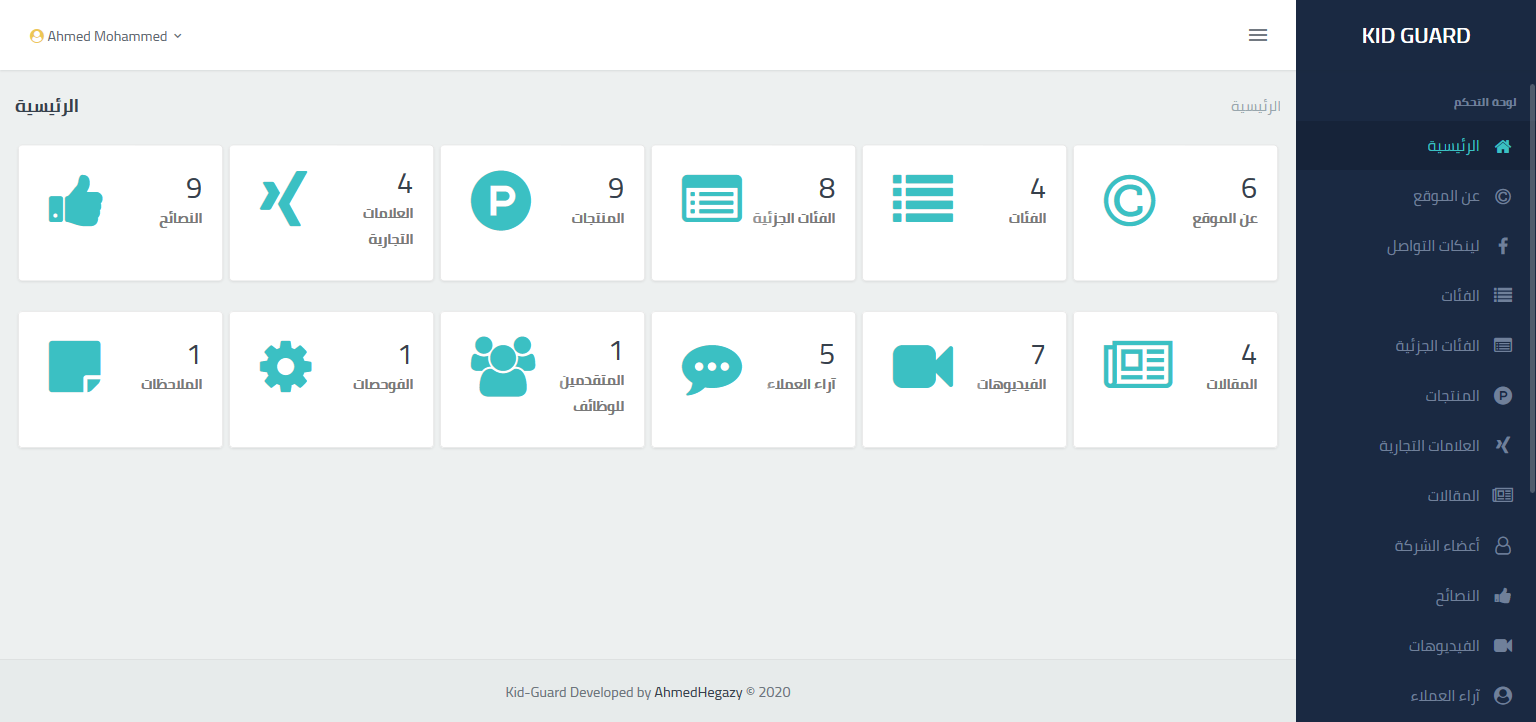 KID GUARD
لوحة التحكم
الرئيسية
عن الموقع
لينكات التواصل
الفئات
الفئات الجزئية
المنتجات
العلامات التجارية
المقالات
أعضاء الشركة
النصائح
الفيديوهات
آراء العملاء
Ahmed Mohammed
الرئيسية
الرئيسية
6
عن الموقع
4
الفئات
8
الفئات الجزئية
9
المنتجات
4
العلامات
التجارية
9
النصائح
4
المقالات
7
الفيديوهات
5
آراء العملاء
1
المتقدمين
للوظائف
1
الفوحصات
1
الملاحظات
Kid-Guard Developed by AhmedHegazy © 2020